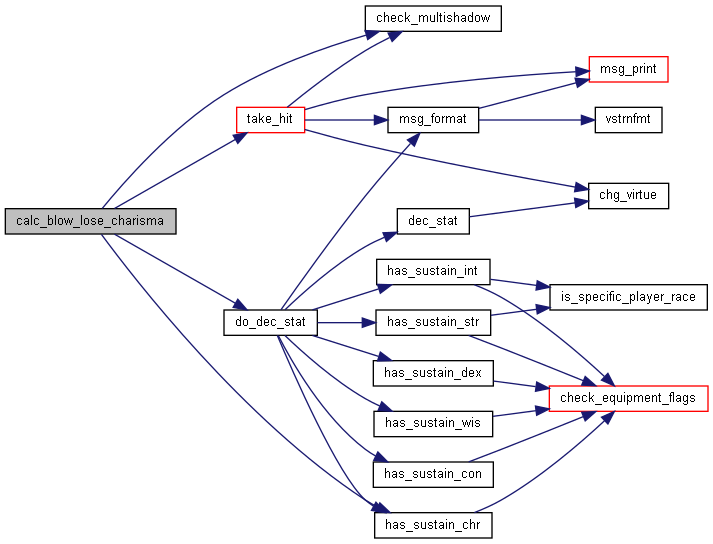 check_multishadow
msg_print
take_hit
msg_format
vstrnfmt
chg_virtue
calc_blow_lose_charisma
dec_stat
has_sustain_int
is_specific_player_race
do_dec_stat
has_sustain_str
has_sustain_dex
check_equipment_flags
has_sustain_wis
has_sustain_con
has_sustain_chr